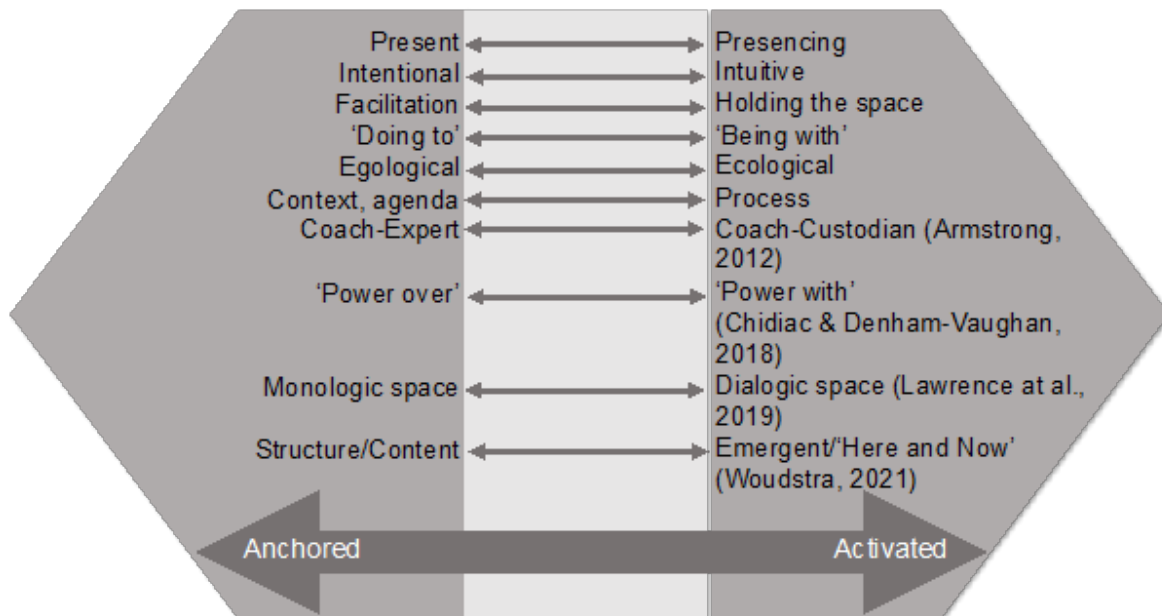 Present Presencing
Intentional Intuitive
Facilitation Holding the space
‘Doing to’ ‘Being with’
Egological Ecological
Context, agenda Process
Coach-Expert Coach-Custodian (Armstrong,
2012)
‘Power over’ ‘Power with’
(Chidiac & Denham-Vaughan,
2018)
Monologic space Dialogic space (Lawrence at al.,
2019)
Structure/Content Emergent/‘Here and Now’
(Woudstra, 2021)
Anchored Activated